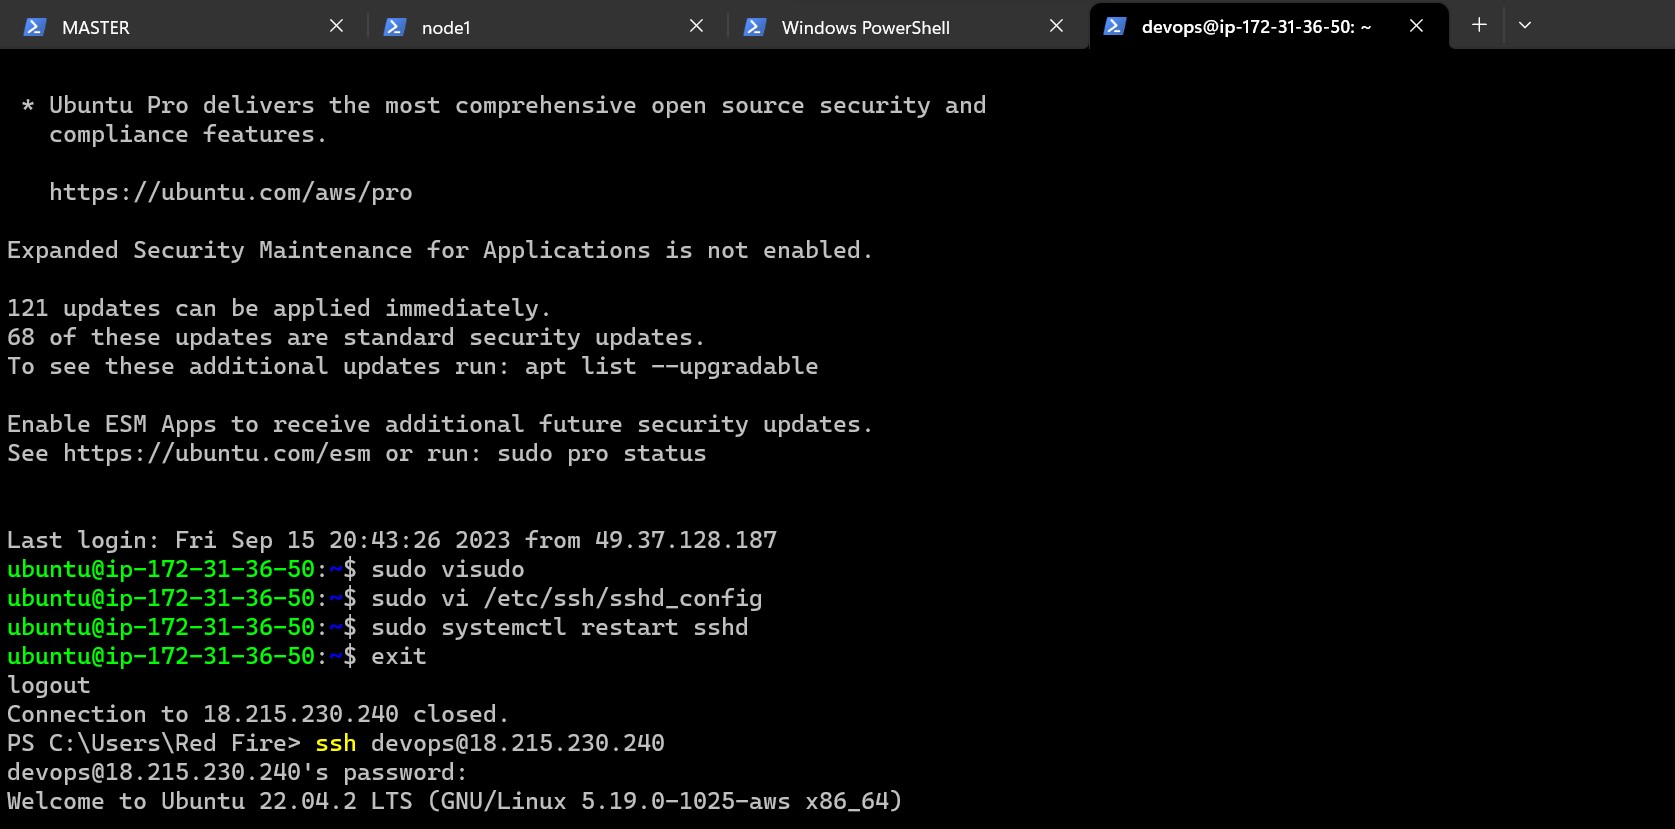 MASTER
node1
Windows PowerShell
devops@ip-172-31-36-50: ~
* Ubuntu Pro delivers the most comprehensive open source security and
compliance features.
https://ubuntu.com/aws/pro
Expanded Security Maintenance for Applications is not enabled.
121 updates can be applied immediately.
68 of these updates are standard security updates.
To see these additional updates run: apt list --upgradable
Enable ESM Apps to receive additional future security updates.
See https://ubuntu.com/esm or run: sudo pro status
Last login: Fri Sep 15 20:43:26 2023 from 49.37.128.187
ubuntu@ip-172-31-36-50:~$ sudo visudo
ubuntu@ip-172-31-36-50:~$ sudo vi /etc/ssh/sshd_config
ubuntu@ip-172-31-36-50:~$ sudo systemctl restart sshd
ubuntu@ip-172-31-36-50:~$ exit
logout
Connection to 18.215.230.240 closed.
PS C:\Users\Red Fire> ssh devops@18.215.230.240
devops@18.215.230.240's password:
Welcome to Ubuntu 22.04.2 LTS (GNU/Linux 5.19.0-1025-aws x86_64)